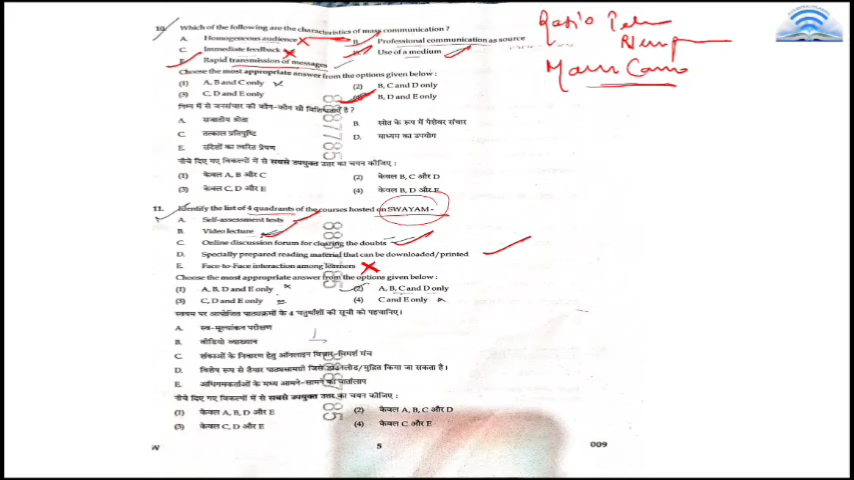 10. Which of the following are the characteristics of mass communication ?
A. Homogeneous audience B. Professional communication as source
C. Immediate feedback D. Use of a medium
E. Rapid transmission of messages
Choose the most appropriate answer from the options given below :
(1) A, B and C only (2) B, C and D only
(3) C, D and E only (4) B, D and E only
निम्न में से जनसंचार की कौन-कौन सी विशिष्टताएँ है ?
A. सजातीय श्रोता B. स्रोत के रूप में पेशेवर संचार
C. तत्काल प्रतिपुष्टि D. माध्यम का उपयोग
E. संदेशों का त्वरित प्रेषण
नीचे दिए गए विकल्पों में से सबसे उपयुक्त उत्तर का चयन कीजिए :
(1) केवल A, B और C (2) केवल B, C और D
(3) केवल C, D और E (4) केवल B, D और E
11. Identify the list of 4 quadrants of the courses hosted on SWAYAM-
A. Self-assessment tests
B. Video lecture
C. Online discussion forum for clearing the doubts
D. Specially prepared reading material that can be downloaded/printed
E. Face-to-Face interaction among learners
Choose the most appropriate answer from the options given below :
(1) A, B, D and E only (2) A, B, C and D only
(3) C, D and E only (4) C and E only
स्वयम पर आयोजित पाठ्यक्रमों के 4 चतुर्थांशों की सूची को पहचानिए।
A. स्व-मूल्यांकन परीक्षण
B. वीडियो व्याख्यान
C. शंकाओं के निवारण हेतु ऑनलाइन विचार-विमर्श मंच
D. विशेष रूप से तैयार पाठ्यसामग्री जिसे डाउनलोड/मुद्रित किया जा सकता है।
E. अधिगमकर्ताओं के मध्य आमने-सामने का वार्तालाप
नीचे दिए गए विकल्पों में से सबसे उपयुक्त उत्तर का चयन कीजिए :
(1) केवल A, B, D और E (2) केवल A, B, C और D
(3) केवल C, D और E (4) केवल C और E
W 5 009